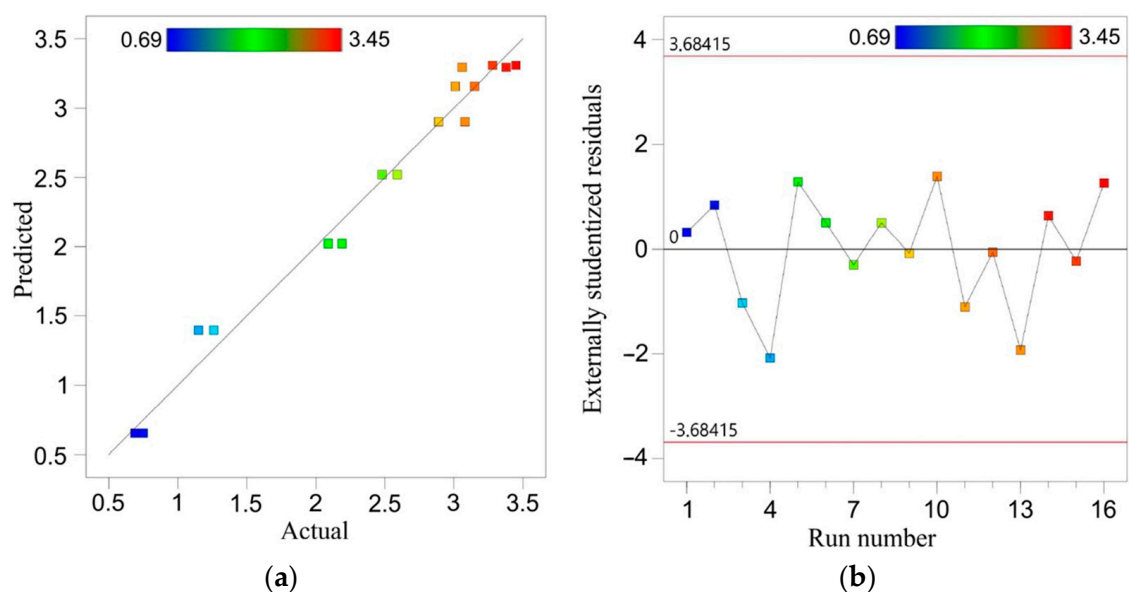 0.69 3.45
3.5
3
2.5
2
1.5
1
0.5
Predicted
0.5 1 1.5 2 2.5 3 3.5
Actual
(a)
0.69 3.45
4
3.68415
2
0
0
−2
-3.68415
−4
Externally studentized residuals
1 4 7 10 13 16
Run number
(b)